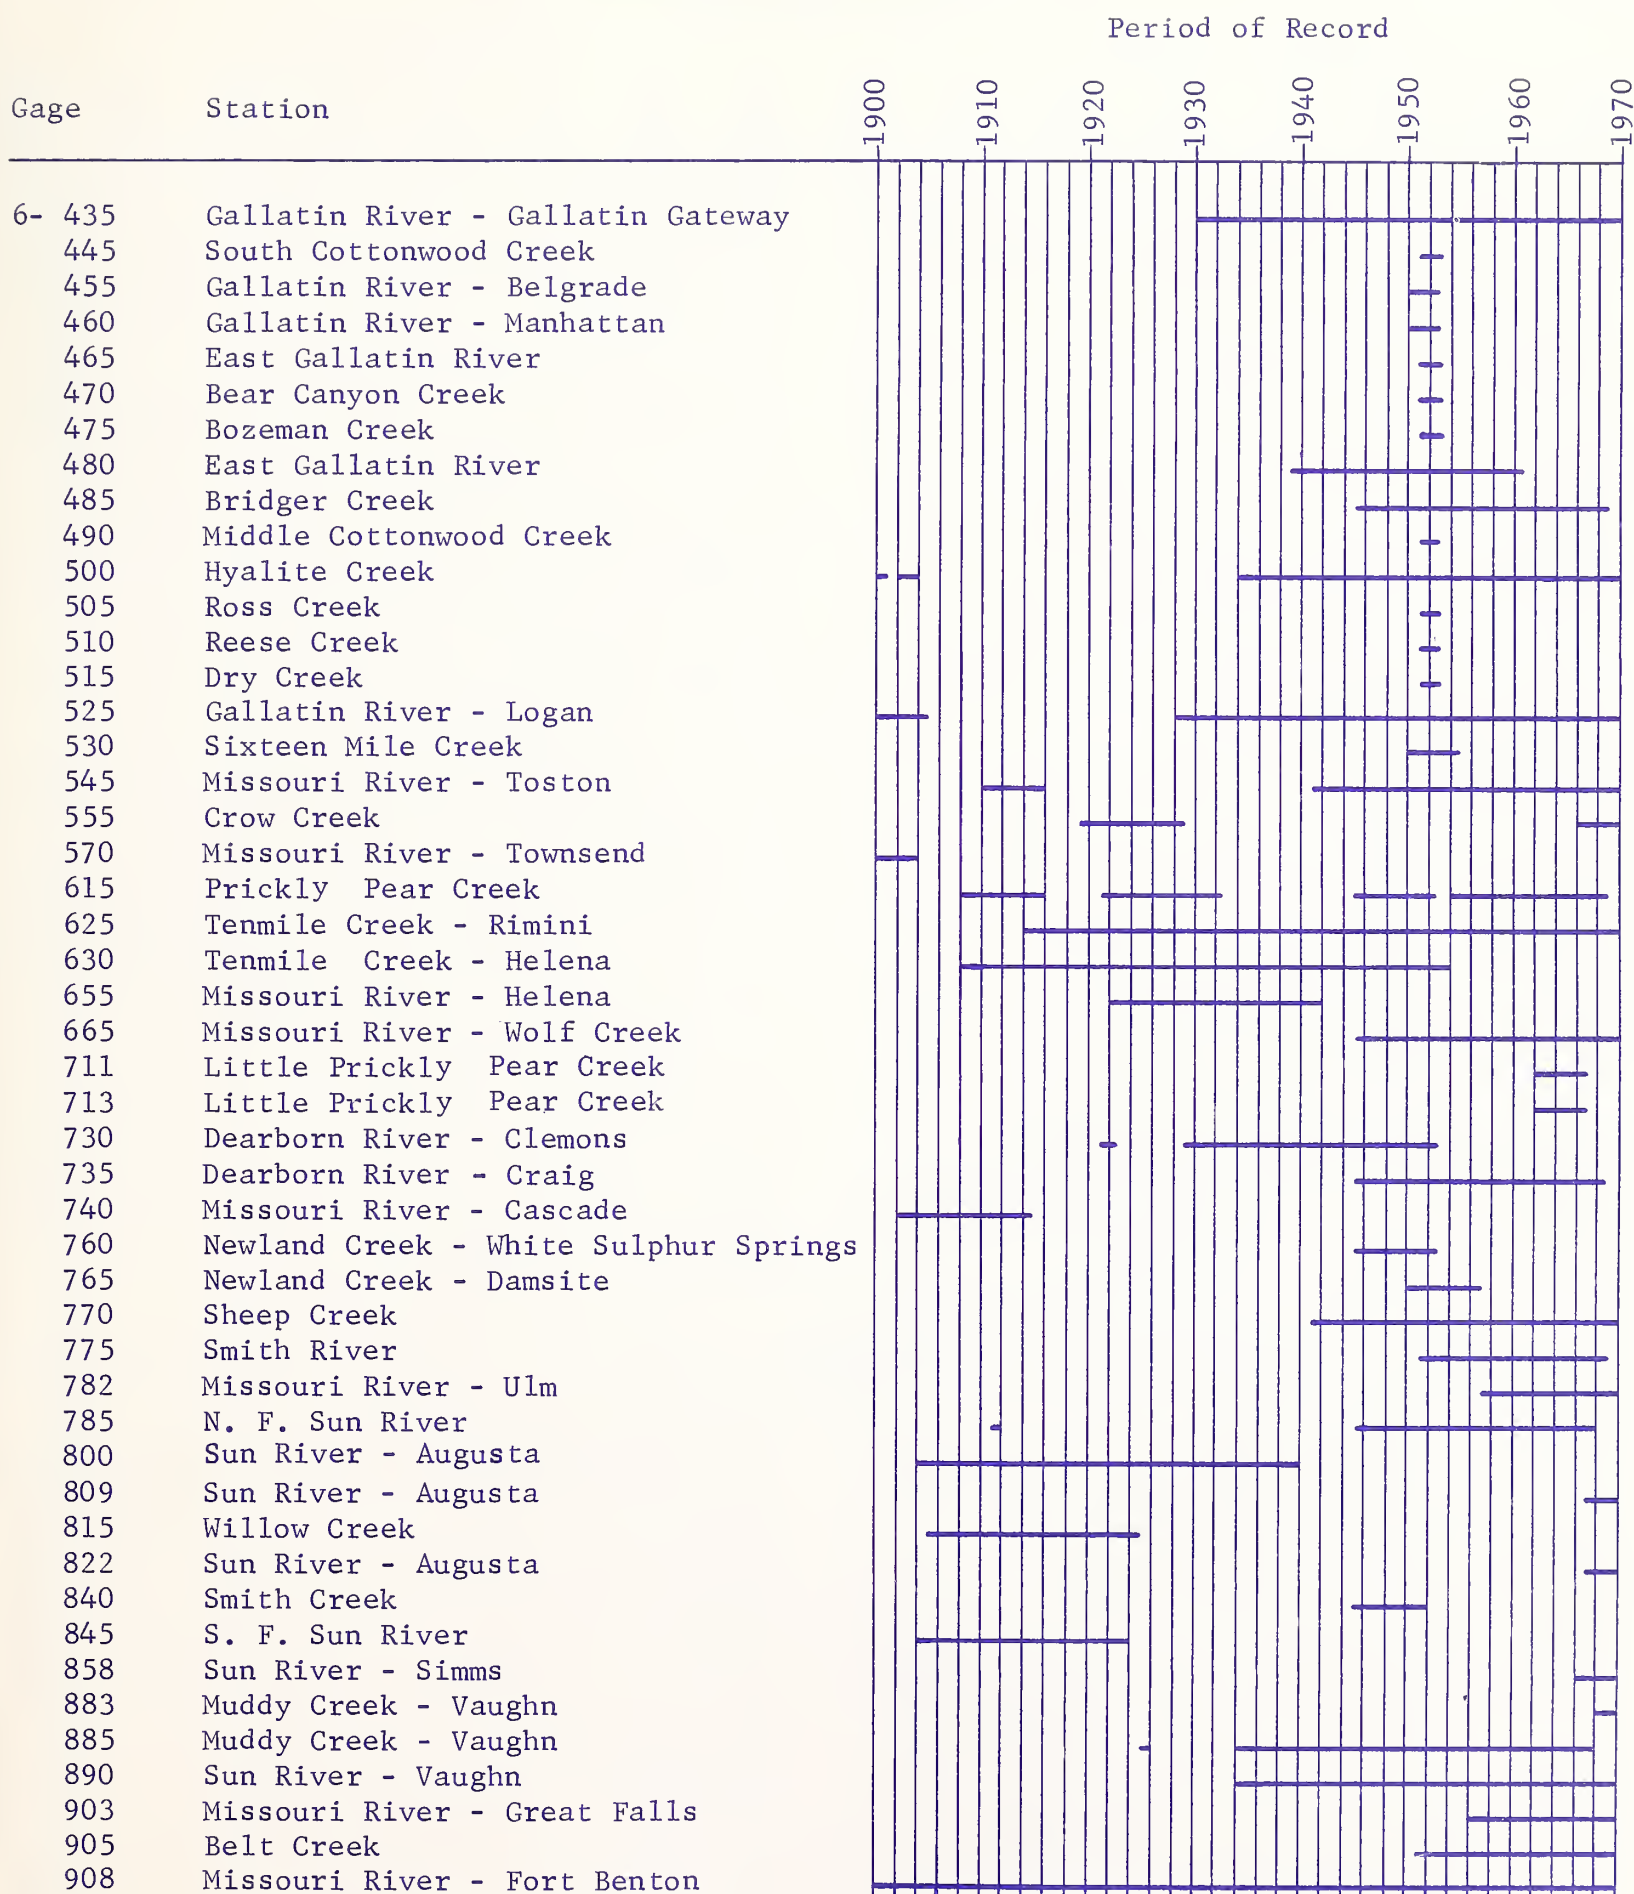 Period of Record
Gage Station 1900 1910 1920 1930 1940 1950 1960 1970
6- 435 Gallatin River - Gallatin Gateway
445 South Cottonwood Creek
455 Gallatin River - Belgrade
460 Gallatin River - Manhattan
465 East Gallatin River
470 Bear Canyon Creek
475 Bozeman Creek
480 East Gallatin River
485 Bridger Creek
490 Middle Cottonwood Creek
500 Hyalite Creek
505 Ross Creek
510 Reese Creek
515 Dry Creek
525 Gallatin River - Logan
530 Sixteen Mile Creek
545 Missouri River - Toston
555 Crow Creek
570 Missouri River - Townsend
615 Prickly Pear Creek
625 Tenmile Creek - Rimini
630 Tenmile Creek - Helena
655 Missouri River - Helena
665 Missouri River - Wolf Creek
711 Little Prickly Pear Creek
713 Little Prickly Pear Creek
730 Dearborn River - Clemons
735 Dearborn River - Craig
740 Missouri River - Cascade
760 Newland Creek - White Sulphur Springs
765 Newland Creek - Damsite
770 Sheep Creek
775 Smith River
782 Missouri River - Ulm
785 N. F. Sun River
800 Sun River - Augusta
809 Sun River - Augusta
815 Willow Creek
822 Sun River - Augusta
840 Smith Creek
845 S. F. Sun River
858 Sun River - Simms
883 Muddy Creek - Vaughn
885 Muddy Creek - Vaughn
890 Sun River - Vaughn
903 Missouri River - Great Falls
905 Belt Creek
908 Missouri River - Fort Benton